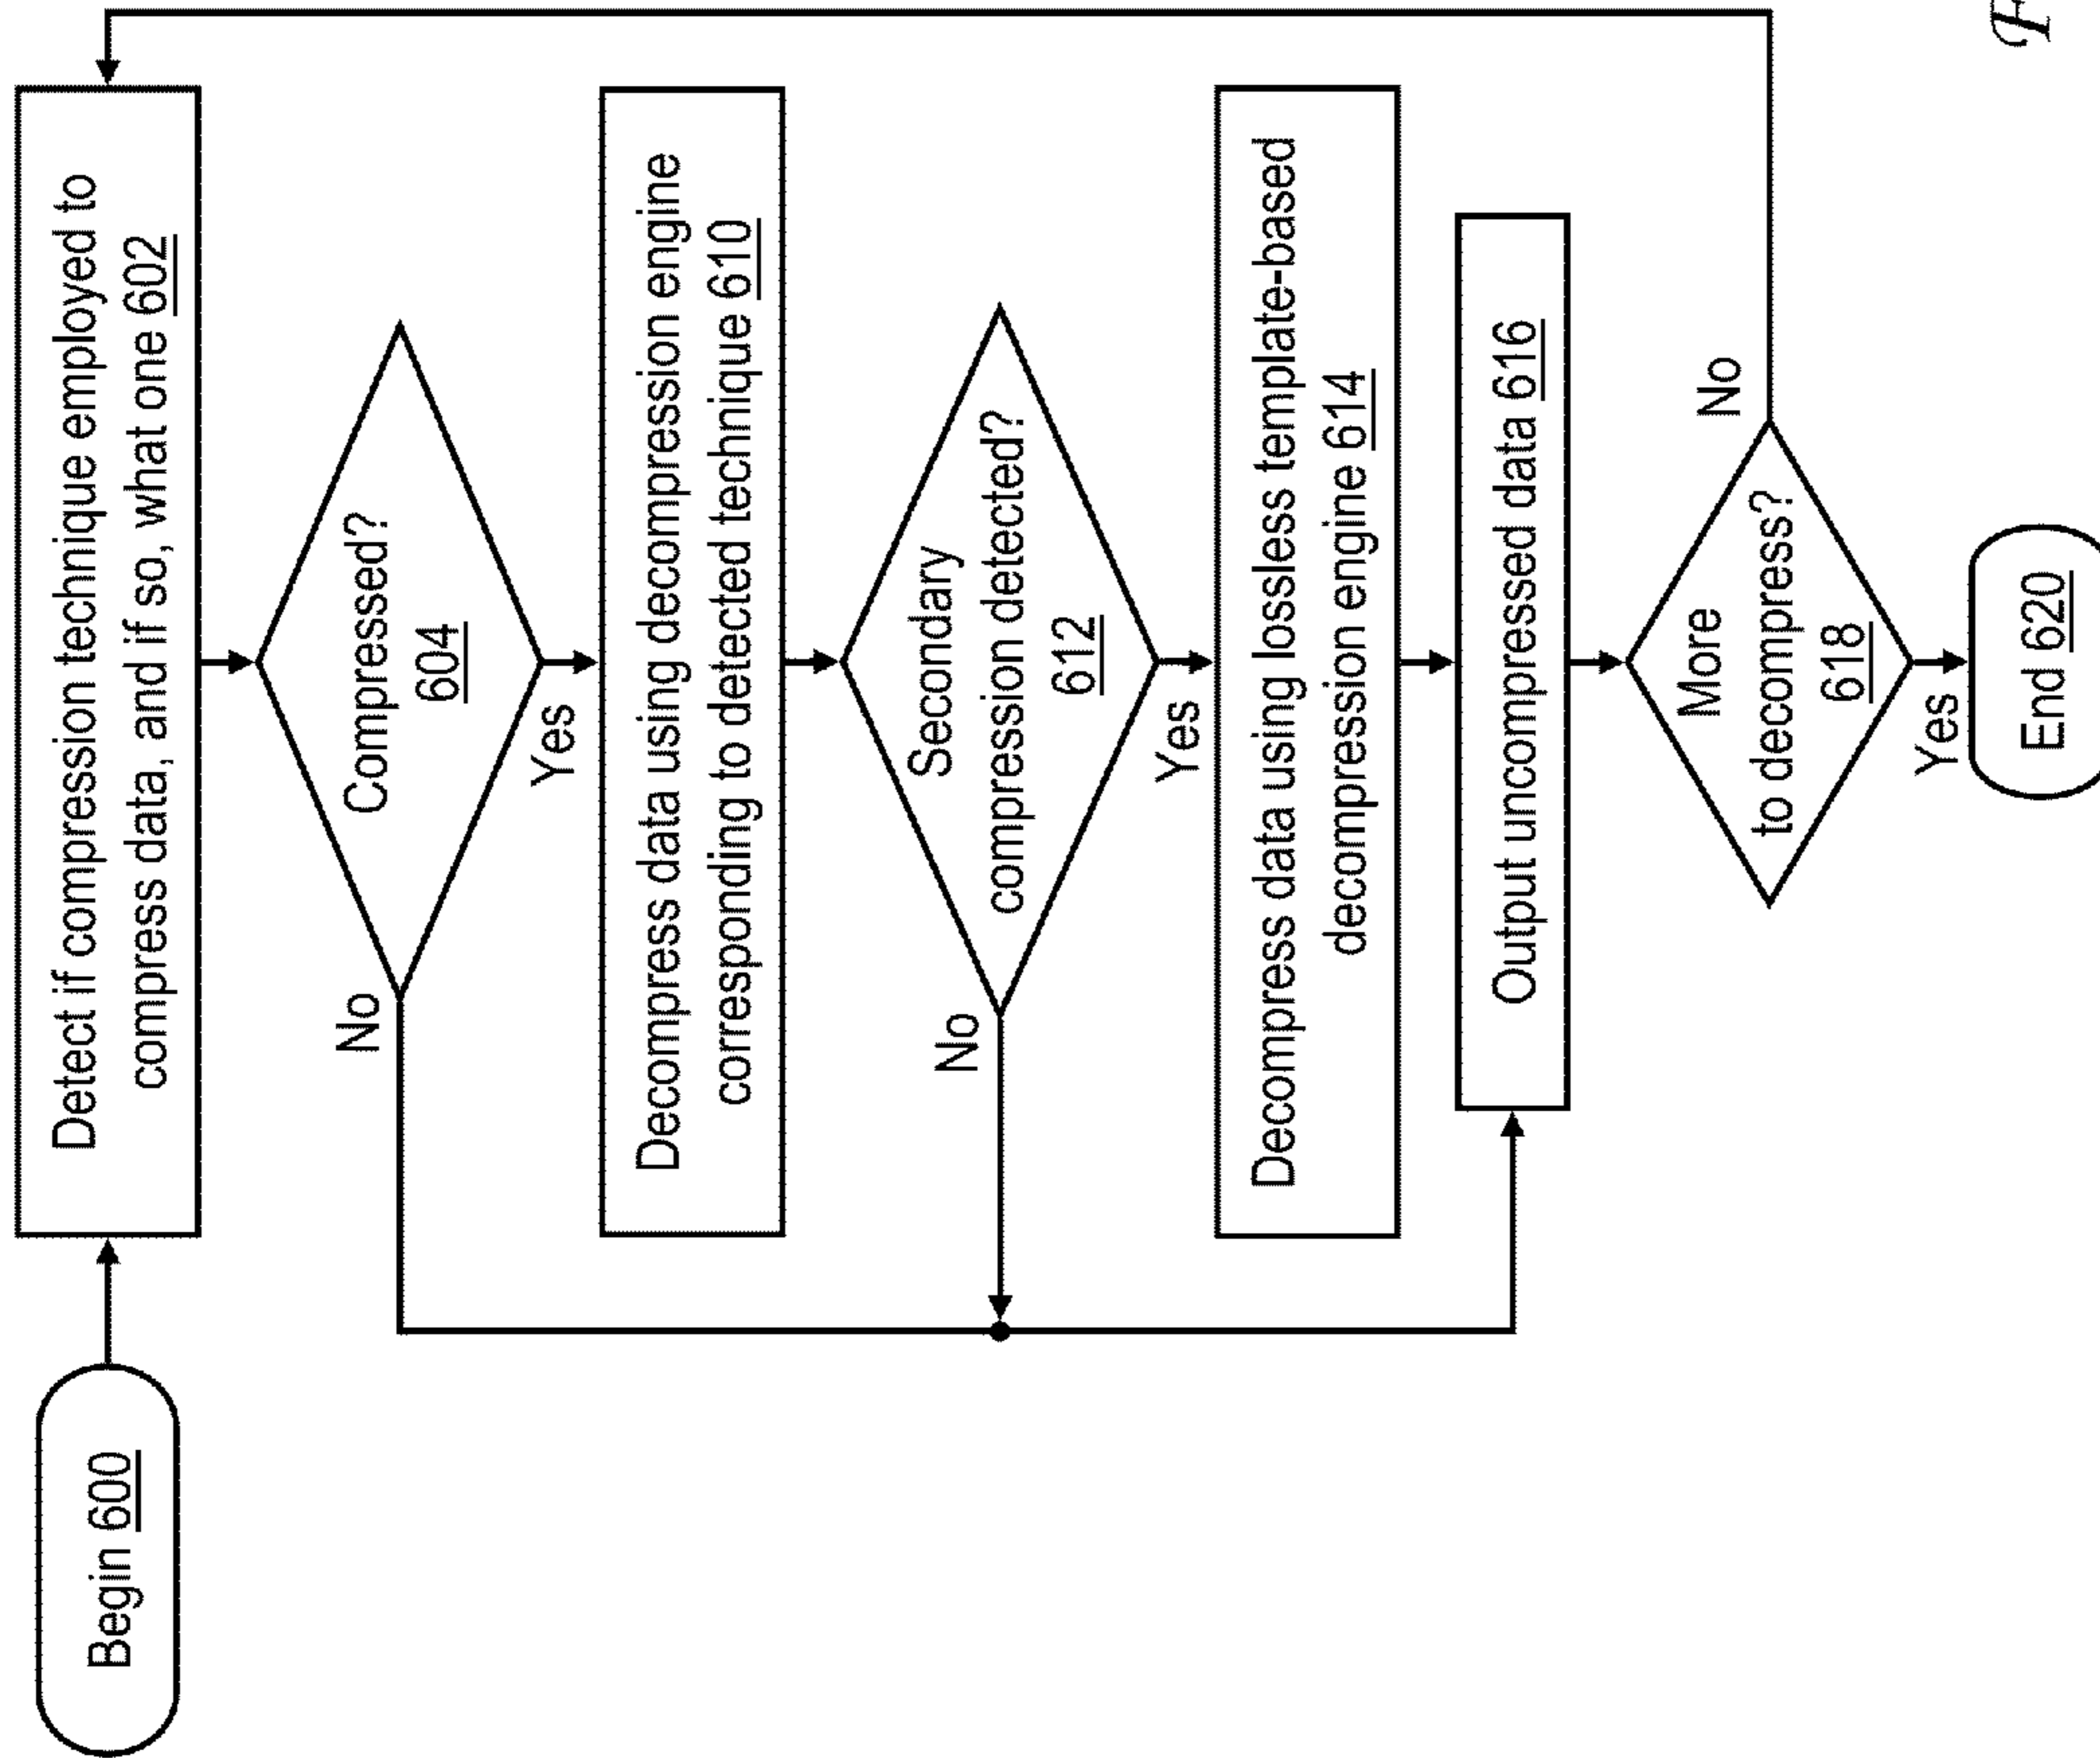 Begin 600
Detect if compression technique employed to
compress data, and if so, what one 602
Compressed?
604
No
Yes
Decompress data using decompression engine
corresponding to detected technique 610
Secondary
compression detected?
612
No
Yes
Decompress data using lossless template-based
decompression engine 614
Output uncompressed data 616
More
to decompress?
618
No
Yes
End 620